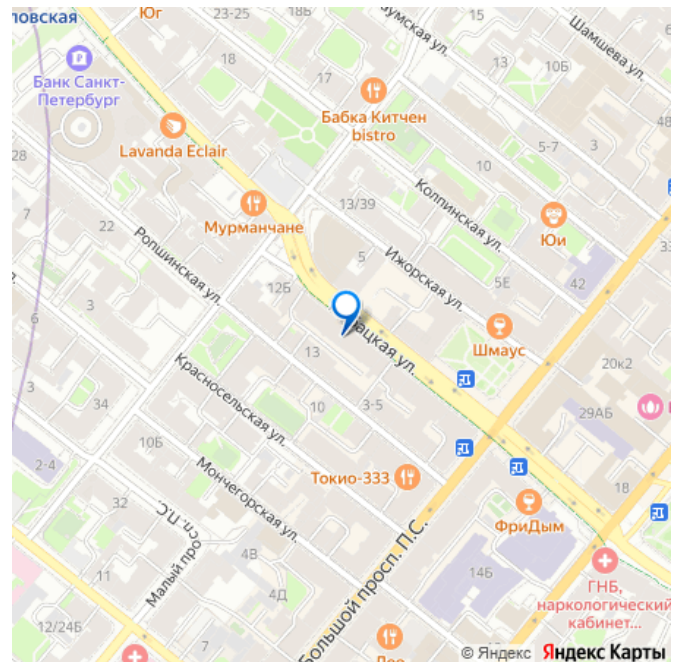 ловская
Юг
23-25
18Б
умская ул.
Шамшева ул.
13
10Б
Банк Санкт-
Петербург
18
17
Бабка Китчен
bistro
48
Lavanda Eclair
5-7
3
28
10
7
22
Мурманчане
13/39
Колпинская ул.
Юи
Ропшинская ул.
5
Ижорская ул.
5Е
42
12Б
6
3
ацкая ул.
Шмаус
13
20к2
Красносельская ул.
3
34
10
3-5
29АБ
10Б
2-4
Токио-333
Мончегорская ул.
18
32
ФриДым
Малый просп. П.С.
Большой просп. П.С.
4В
14Б
11
ГНБ,
наркологический
кабинет...
4Д
12/24Б
7
© Яндекс Яндекс Карты